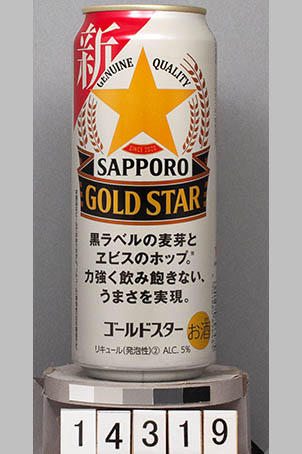 新
GENUINE QUALITY
SINCE 2020
SAPPORO
GOLD STAR
黒ラベルの麦芽と
ヱビスのホップ。
力強く飲み飽きない、
うまさを実現。
ゴールドスター
お酒
リキュール(発泡性)② ALC. 5%
14319